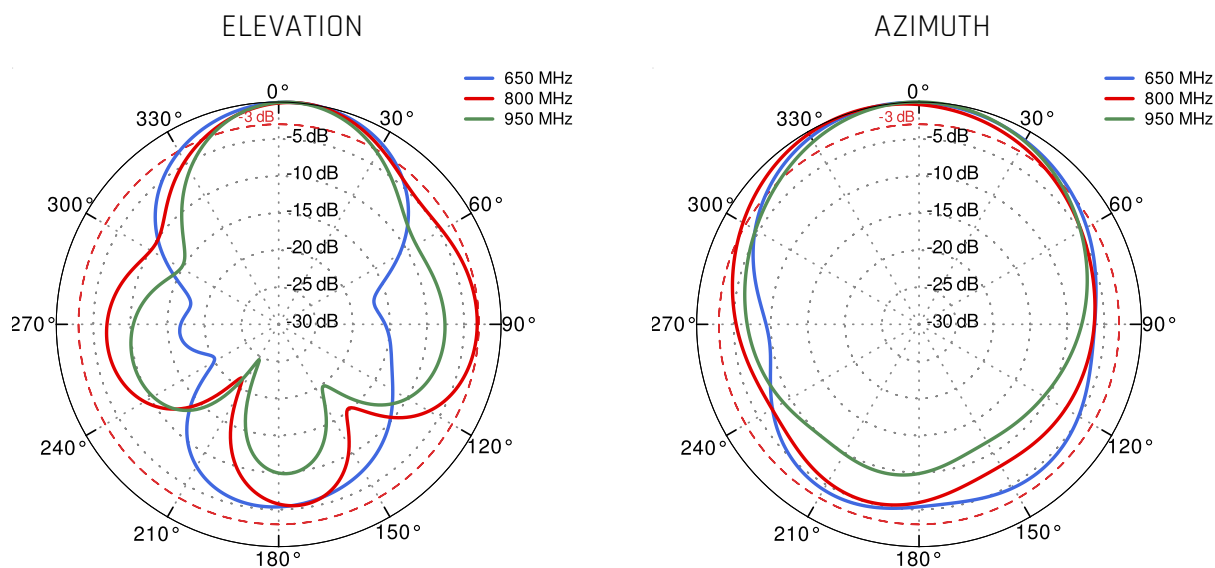 ELEVATION
650 MHz
800 MHz
950 MHz
0°
30°
60°
90°
120°
150°
180°
210°
240°
270°
300°
330°
-3 dB
-5 dB
-10 dB
-15 dB
-20 dB
-25 dB
-30 dB
AZIMUTH
650 MHz
800 MHz
950 MHz
0°
30°
60°
90°
120°
150°
180°
210°
240°
270°
300°
330°
-3 dB
-5 dB
-10 dB
-15 dB
-20 dB
-25 dB
-30 dB